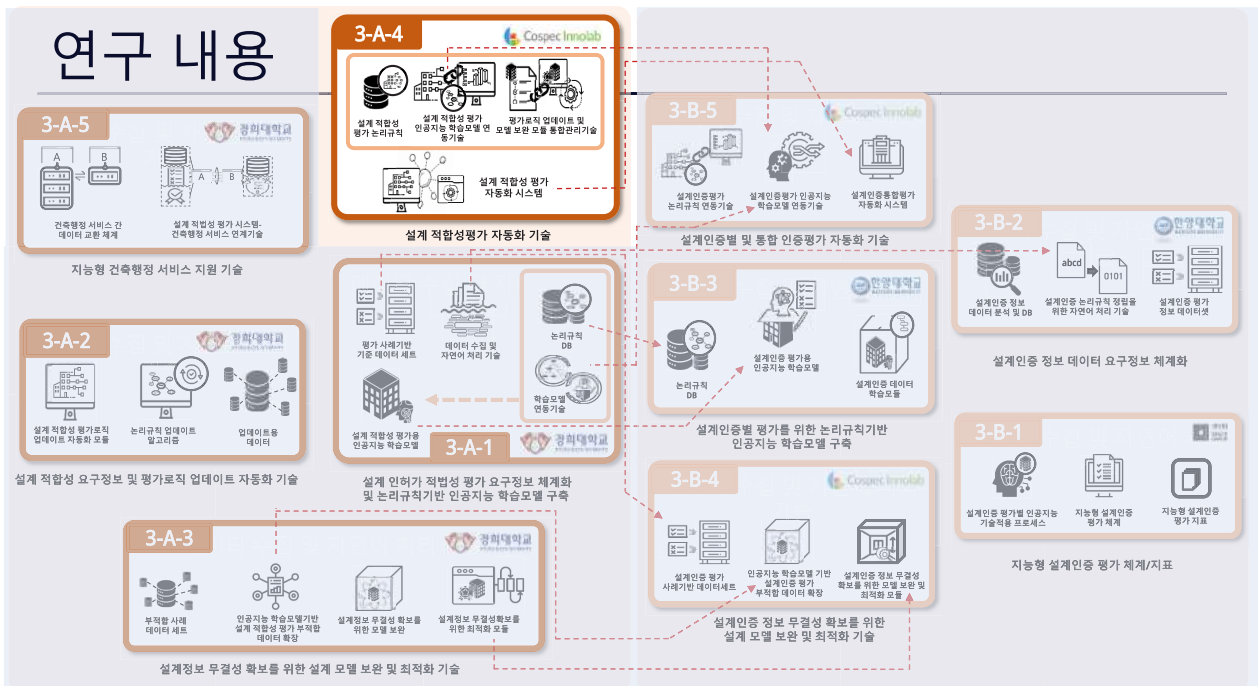 연구 내용
3-A-4
Cospec Innolab
설계 적합성
평가 논리규칙
설계 적합성 평가
인공지능 학습모델 연
동기술
평가로직 업데이트 및
모델 보완 모듈 통합관리기술
설계 적합성 평가
자동화 시스템
설계 적합성평가 자동화 기술
3-A-5
경희대학교
A
B
건축행정 서비스 간
데이터 교환 체계
A
B
설계 적법성 평가 시스템-
건축행정 서비스 연계기술
지능형 건축행정 서비스 지원 기술
3-A-2
경희대학교
설계 적합성 평가로직
업데이트 자동화 모듈
논리규칙 업데이트
알고리즘
업데이트용
데이터
설계 적합성 요구정보 및 평가로직 업데이트 자동화 기술
평가 사례기반
기준 데이터 세트
데이터 수집 및
자연어 처리 기술
논리규칙
DB
학습모델
연동기술
설계 적합성 평가용
인공지능 학습모델
3-A-1
경희대학교
설계 인허가 적법성 평가 요구정보 체계화
및 논리규칙기반 인공지능 학습모델 구축
3-A-3
경희대학교
부적합 사례
데이터 세트
인공지능 학습모델기반
설계 적합성 평가 부적합
데이터 확장
설계정보 무결성 확보를
위한 모델 보완
설계정보 무결성확보를
위한 최적화 모듈
설계정보 무결성 확보를 위한 설계 모델 보완 및 최적화 기술
3-B-5
Cospec Innolab
설계인증평가
논리규칙 연동기술
설계인증평가 인공지능
학습모델 연동기술
설계인증통합평가
자동화 시스템
설계인증별 및 통합 인증평가 자동화 기술
3-B-3
한양대학교
논리규칙
DB
설계인증 평가용
인공지능 학습모델
설계인증 데이터
학습모듈
설계인증별 평가를 위한 논리규칙기반
인공지능 학습모델 구축
3-B-4
Cospec Innolab
설계인증 평가
사례기반 데이터세트
인공지능 학습모델 기반
설계인증 평가
부적합 데이터 확장
설계인증 정보 무결성
확보를 위한 모델 보완 및
최적화 모듈
설계인증 정보 무결성 확보를 위한
설계 모델 보완 및 최적화 기술
3-B-2
한양대학교
abcd
0101
설계인증 정보
데이터 분석 및 DB
설계인증 논리규칙 정립을
위한 자연어 처리 기술
설계인증 평가
정보 데이터셋
설계인증 정보 데이터 요구정보 체계화
3-B-1
설계인증 평가별 인공지능
기술적용 프로세스
지능형 설계인증
평가 체계
지능형 설계인증
평가 지표
지능형 설계인증 평가 체계/지표